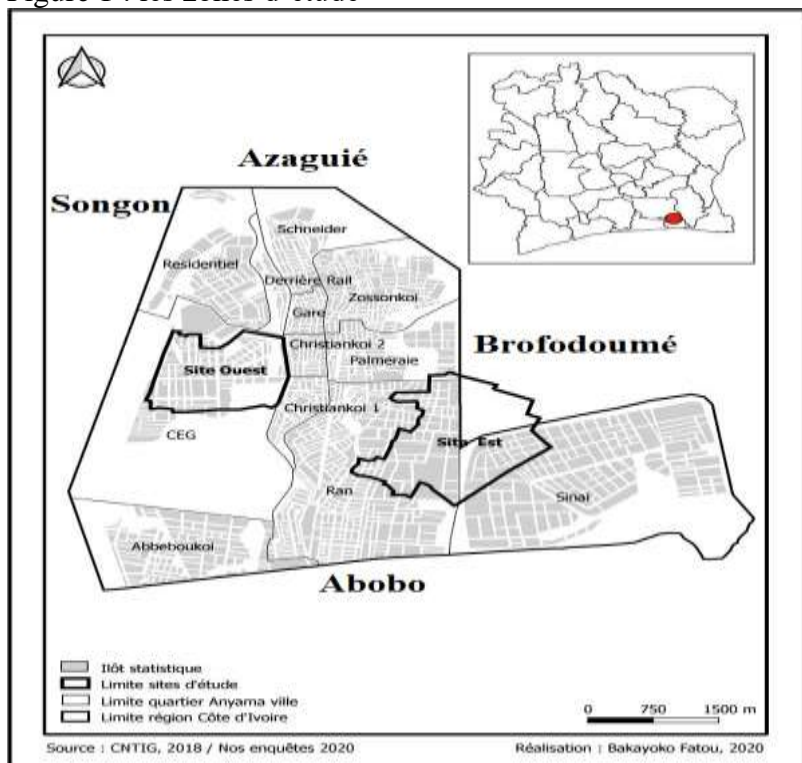 Figure 1 : les zones d'étude
Azaguié
Songon
Schneider
Residentiel
Derrière Rail
Zossonkoi
Gare
Christiankoi 2
Brofodoumé
Palmeraie
Site Ouest
Christiankoi 1
CEG
Site Est
Ran
Sinai
Abbeboukoi
Abobo
Ilôt statistique
Limite sites d'étude
Limite quartier Anyama ville
Limite région Côte d'Ivoire
0 750 1500 m
Source : CNTIG, 2018 / Nos enquêtes 2020
Réalisation : Bakayoko Fatou, 2020